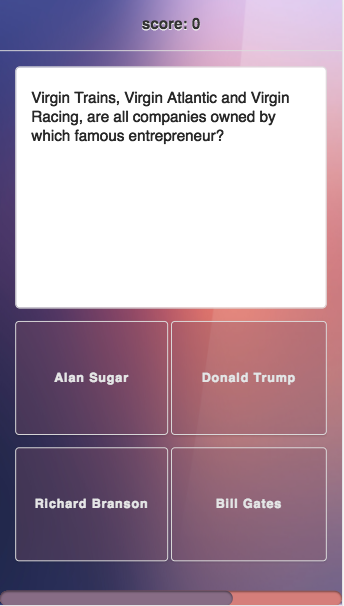 score: 0
Virgin Trains, Virgin Atlantic and Virgin
Racing, are all companies owned by
which famous entrepreneur?
Alan Sugar
Donald Trump
Richard Branson
Bill Gates